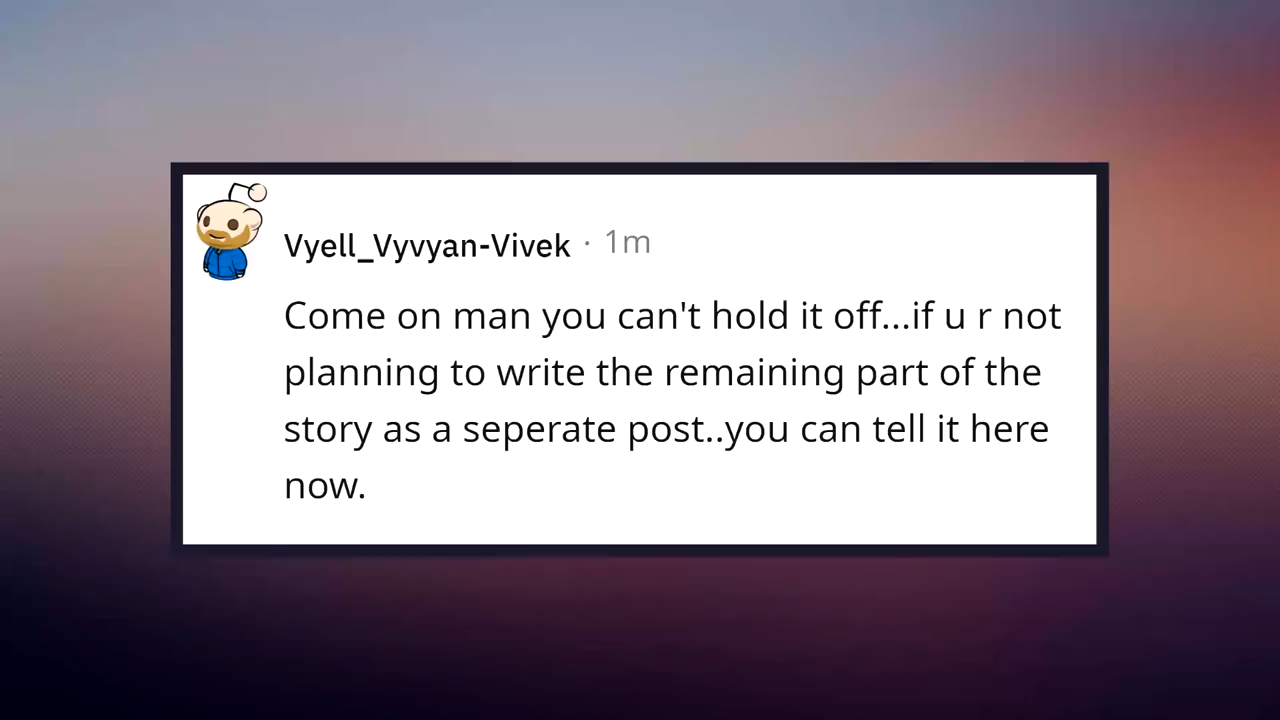 Vyell_Vyvyan-Vivek · 1m
Come on man you can't hold it off...if u r not
planning to write the remaining part of the
story as a seperate post..you can tell it here
now.